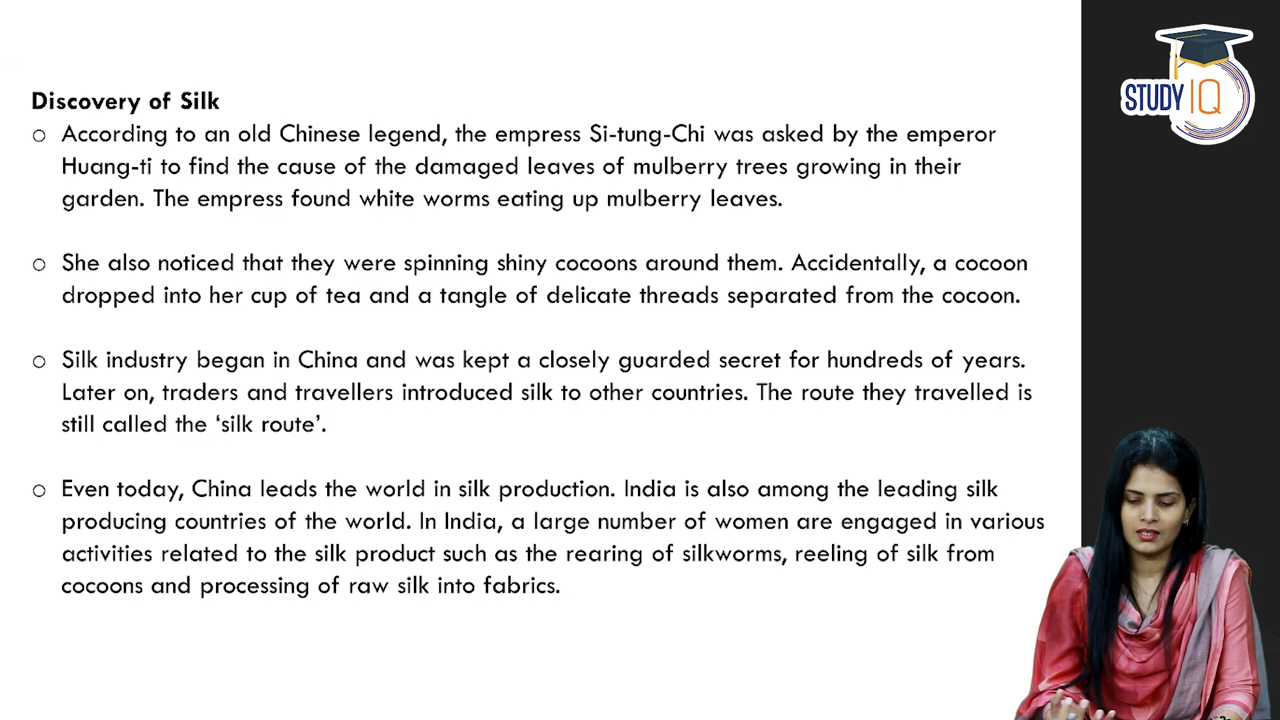 Discovery of Silk
○ According to an old Chinese legend, the empress Si-tung-Chi was asked by the emperor
Huang-ti to find the cause of the damaged leaves of mulberry trees growing in their
garden. The empress found white worms eating up mulberry leaves.
○ She also noticed that they were spinning shiny cocoons around them. Accidentally, a cocoon
dropped into her cup of tea and a tangle of delicate threads separated from the cocoon.
○ Silk industry began in China and was kept a closely guarded secret for hundreds of years.
Later on, traders and travellers introduced silk to other countries. The route they travelled is
still called the ‘silk route’.
○ Even today, China leads the world in silk production. India is also among the leading silk
producing countries of the world. In India, a large number of women are engaged in various
activities related to the silk product such as the rearing of silkworms, reeling of silk from
cocoons and processing of raw silk into fabrics.
STUDY IQ